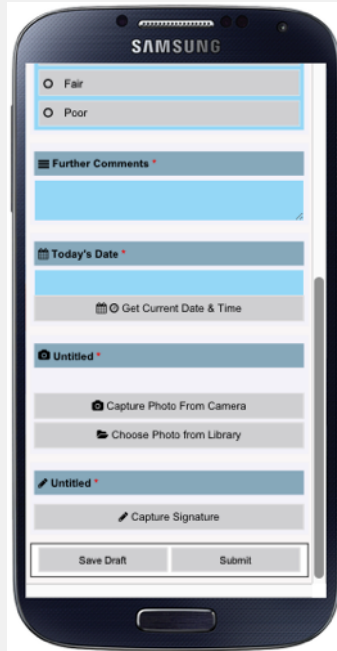 SAMSUNG
Fair
Poor
Further Comments *
Today's Date *
Get Current Date & Time
Untitled *
Capture Photo From Camera
Choose Photo from Library
Untitled *
Capture Signature
Save Draft Submit